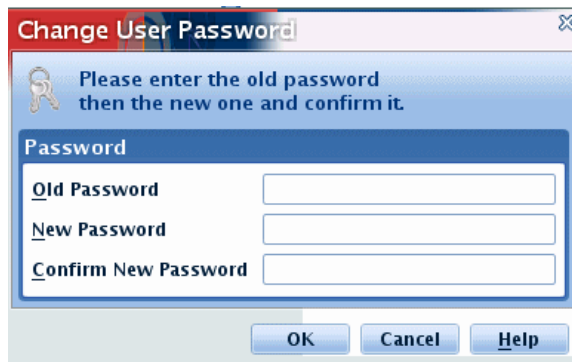 Change User Password
Please enter the old password
then the new one and confirm it.
Password
Old Password
New Password
Confirm New Password
OK Cancel Help